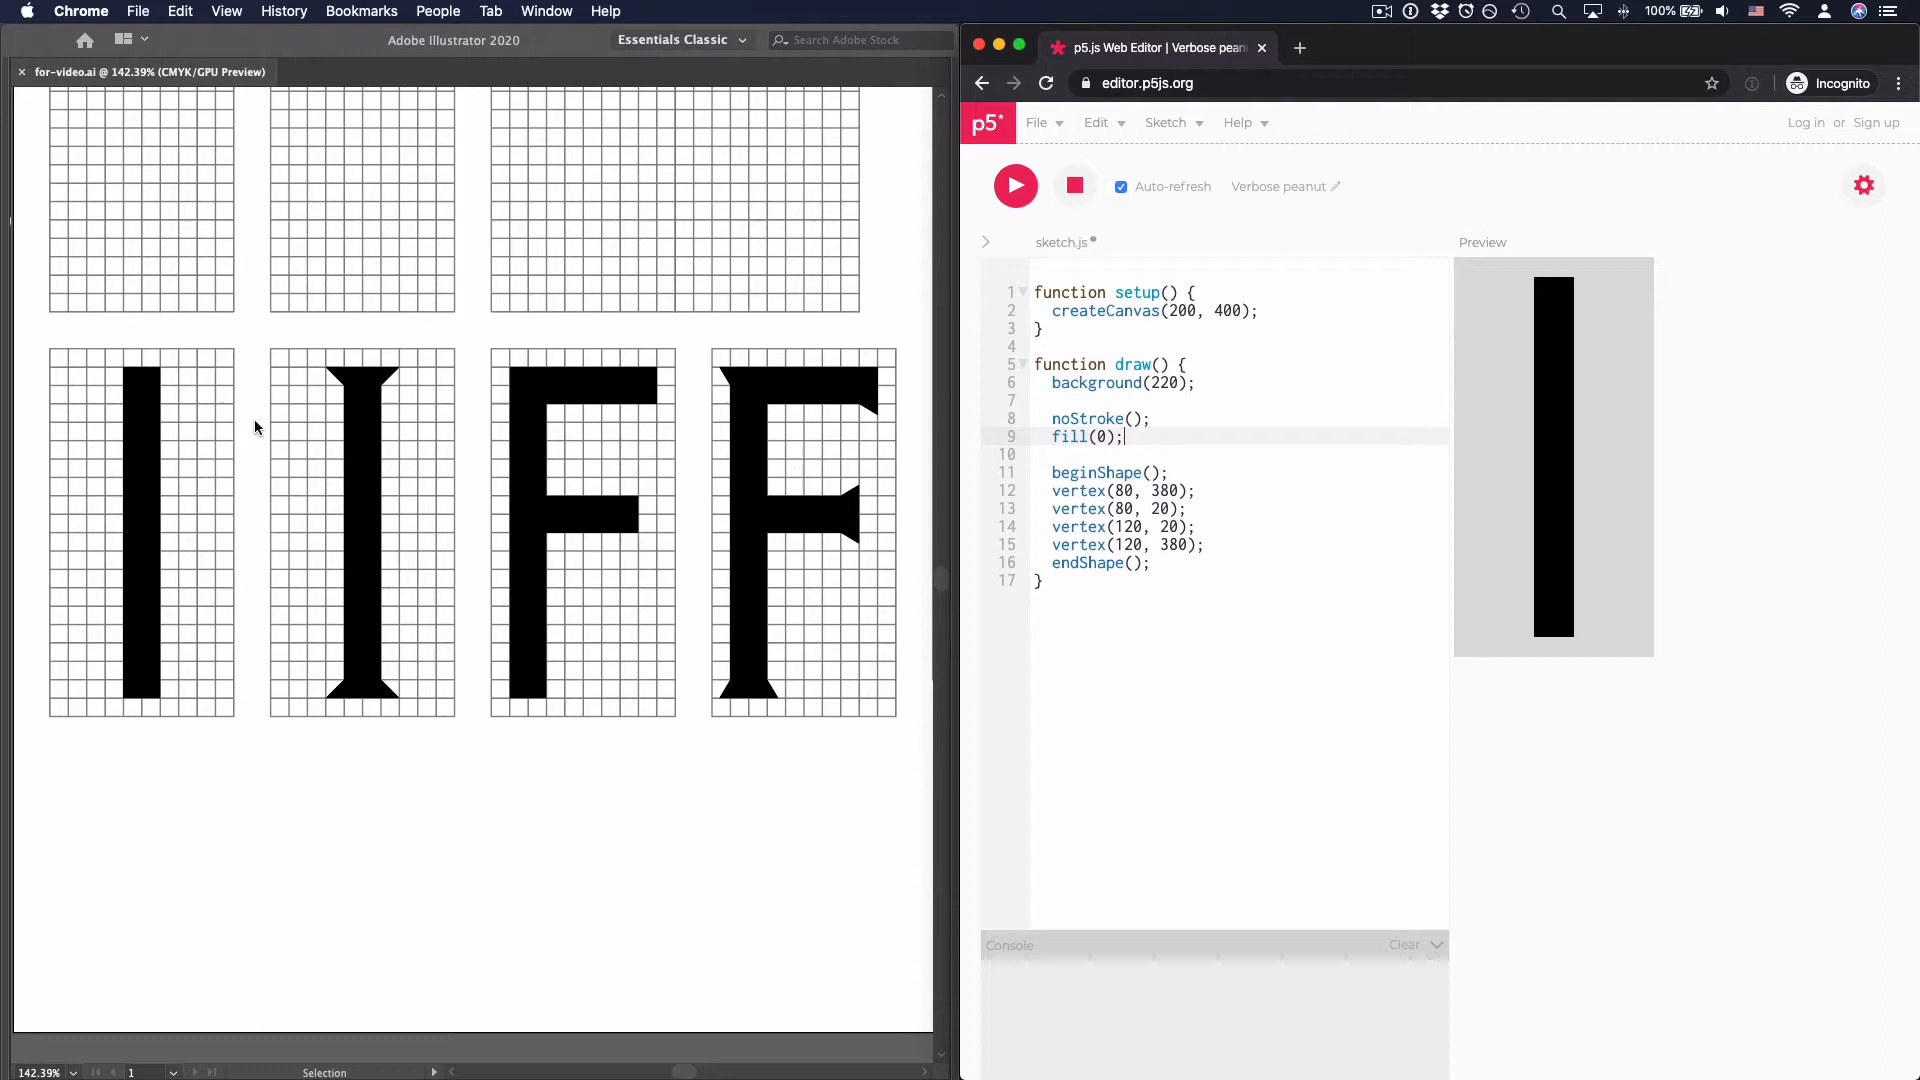 Chrome File Edit View History Bookmarks People Tab Window Help
100%
Adobe Illustrator 2020
Essentials Classic
Search Adobe Stock
for-video.ai @ 142.39% (CMYK/GPU Preview)
142.39%
1
Selection
p5.js Web Editor | Verbose pean
editor.p5js.org
Incognito
p5*
File Edit Sketch Help
Log in or Sign up
Auto-refresh
Verbose peanut
sketch.js
Preview
1 function setup() {
2 createCanvas(200, 400);
3 }
4
5 function draw() {
6 background(220);
7
8 noStroke();
9 fill(0);
10
11 beginShape();
12 vertex(80, 380);
13 vertex(80, 20);
14 vertex(120, 20);
15 vertex(120, 380);
16 endShape();
17 }
Console
Clear
I I F F